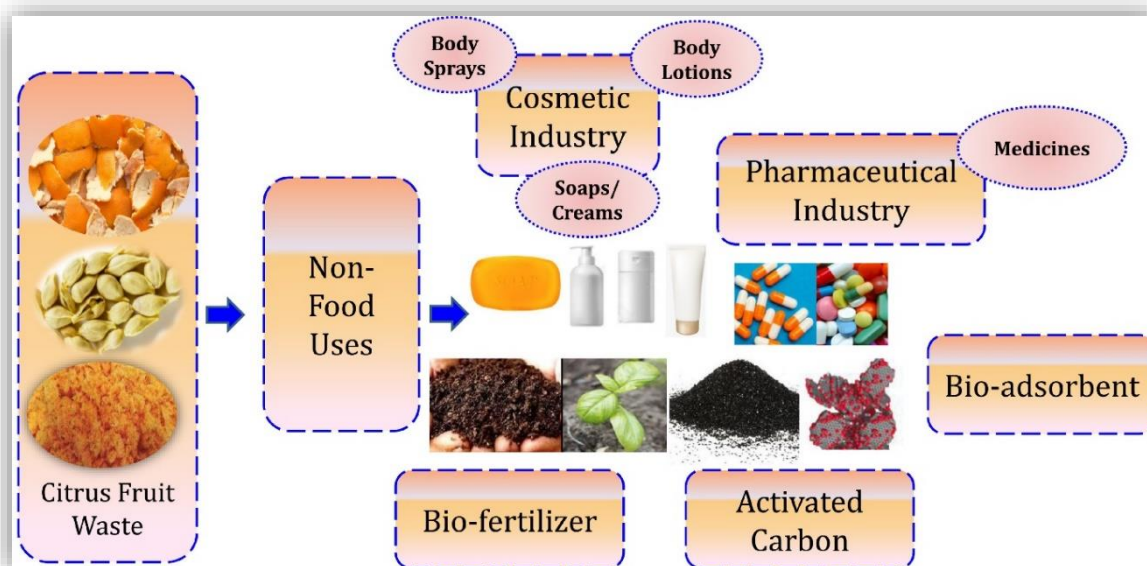 Citrus Fruit
Waste
Non-
Food
Uses
Body
Sprays
Body
Lotions
Cosmetic
Industry
Soaps/
Creams
Medicines
Pharmaceutical
Industry
SOAP
Bio-adsorbent
Bio-fertilizer
Activated
Carbon